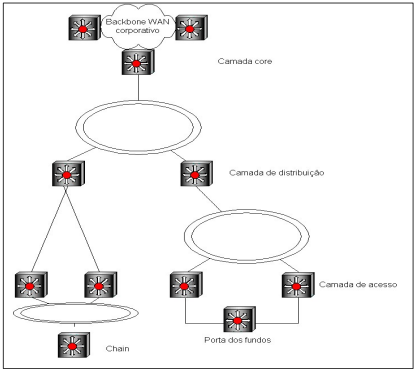 Backbone WAN
corporativo
Camada core
Camada de distribuição
Camada de acesso
Porta dos fundos
Chain